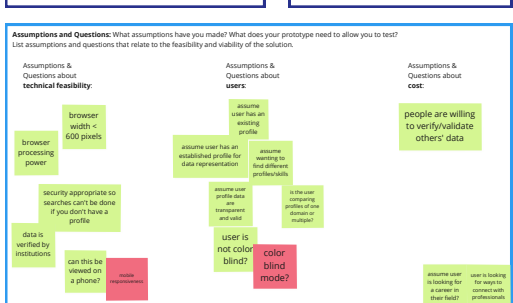 Assumptions and Questions: What assumptions have you made? What does your prototype need to allow you to test?
List assumptions and questions that relate to the feasibility and viability of the solution.
Assumptions &
Questions about
technical feasibility:
browser
width <
600 pixels
browser
processing
power
security appropriate so
searches can't be done
if you don't have a
profile
data is
verified by
institutions
can this be
viewed on
a phone?
mobile
responsiveness
Assumptions &
Questions about
users:
assume
user has an
existing
profile
assume user has an
established profile for
data representation
assume
wanting to
find different
profiles/skills
assume user
profile data
are
transparent
and valid
is the user
comparing
profiles of one
domain or
multiple?
user is
not color
blind?
color
blind
mode?
Assumptions &
Questions about
cost:
people are willing
to verify/validate
others' data
assume user
is looking for
a career in
their field?
user is looking
for ways to
connect with
professionals